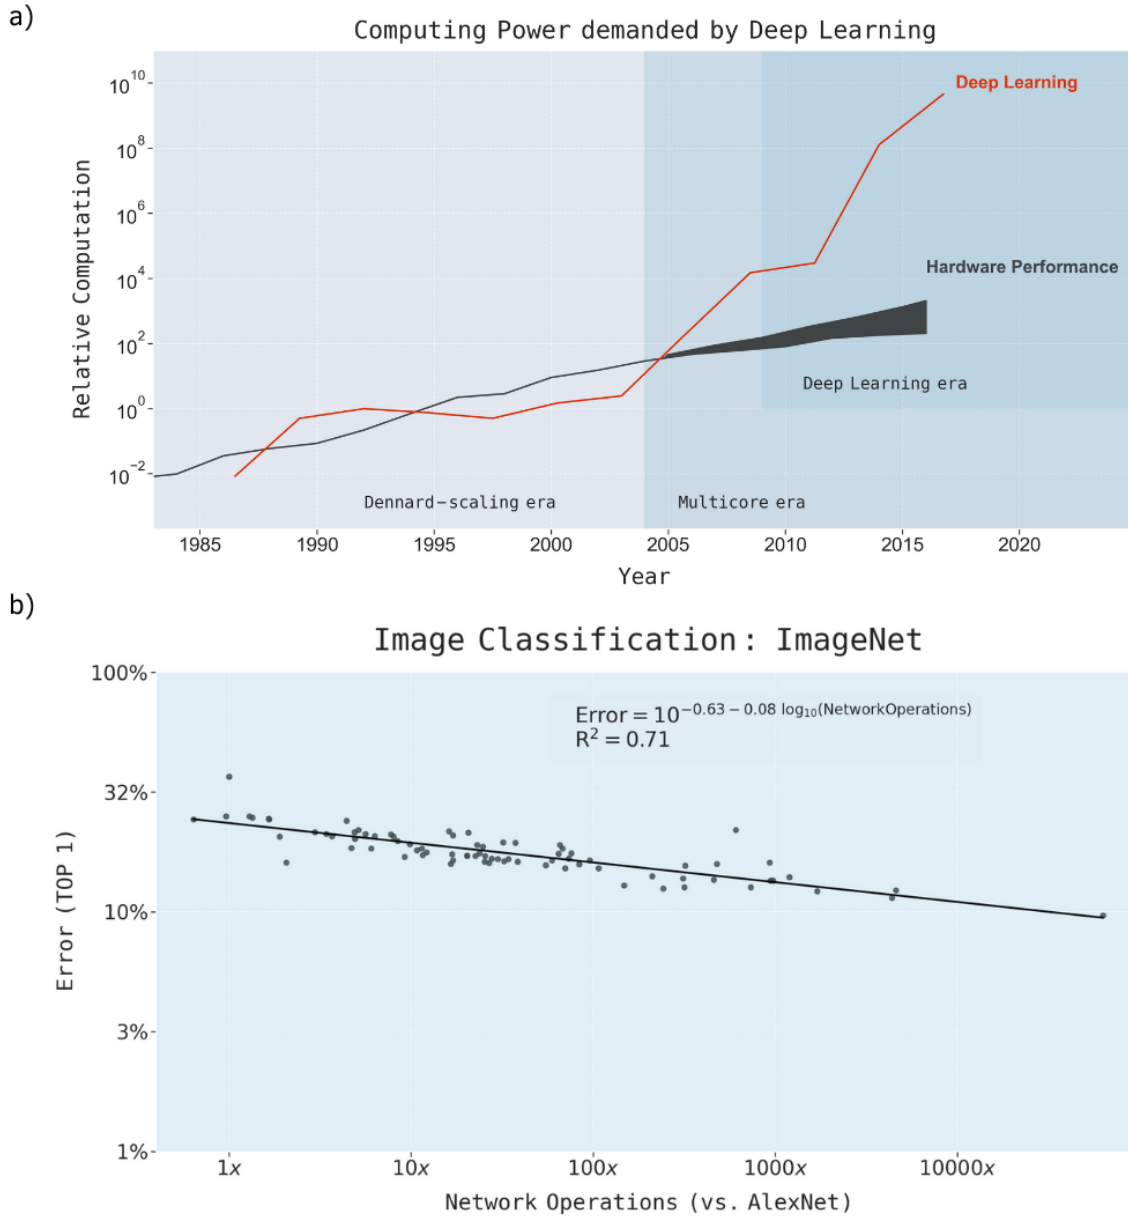 a)
Computing Power demanded by Deep Learning
10^10
Deep Learning
10^8
10^6
10^4
Hardware Performance
10^2
Deep Learning era
10^0
10^−2
Dennard-scaling era
Multicore era
Relative Computation
1985 1990 1995 2000 2005 2010 2015 2020
Year
b)
Image Classification: ImageNet
100%
Error = 10^−0.63 − 0.08 log₁₀(NetworkOperations)
R² = 0.71
32%
10%
3%
1%
Error (TOP 1)
1x 10x 100x 1000x 10000x
Network Operations (vs. AlexNet)